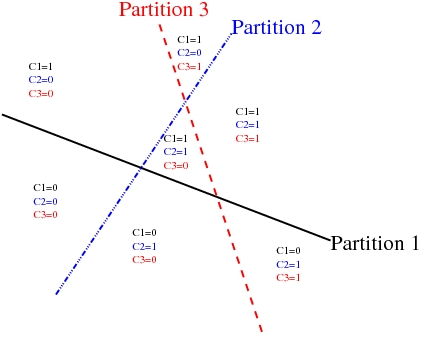 Partition 3
Partition 2
C1=1
C2=0
C3=1
C1=1
C2=0
C3=0
C1=1
C2=1
C3=1
C1=1
C2=1
C3=0
C1=0
C2=0
C3=0
C1=0
C2=1
C3=0
Partition 1
C1=0
C2=1
C3=1